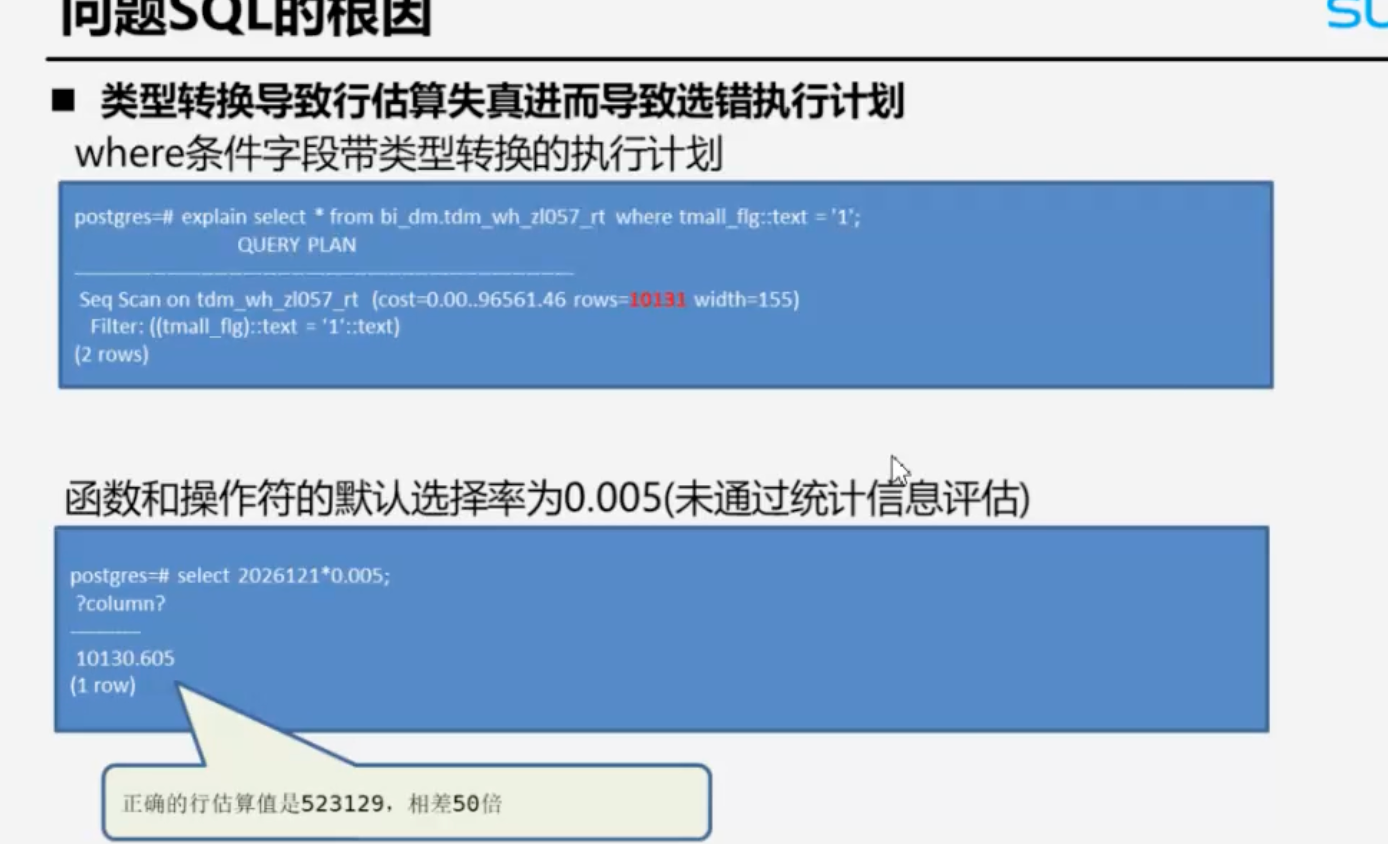 问题SQL的根因
su
■ 类型转换导致行估算失真进而导致选错执行计划
where条件字段带类型转换的执行计划
postgres=# explain select * from bi_dm.tdm_wh_zl057_rt where tmall_flg::text = '1';
QUERY PLAN
------------------------------------------------------------------
Seq Scan on tdm_wh_zl057_rt (cost=0.00..96561.46 rows=10131 width=155)
Filter: ((tmall_flg)::text = '1'::text)
(2 rows)
函数和操作符的默认选择率为0.005(未通过统计信息评估)
postgres=# select 2026121*0.005;
?column?
-----------
10130.605
(1 row)
正确的行估算值是523129，相差50倍